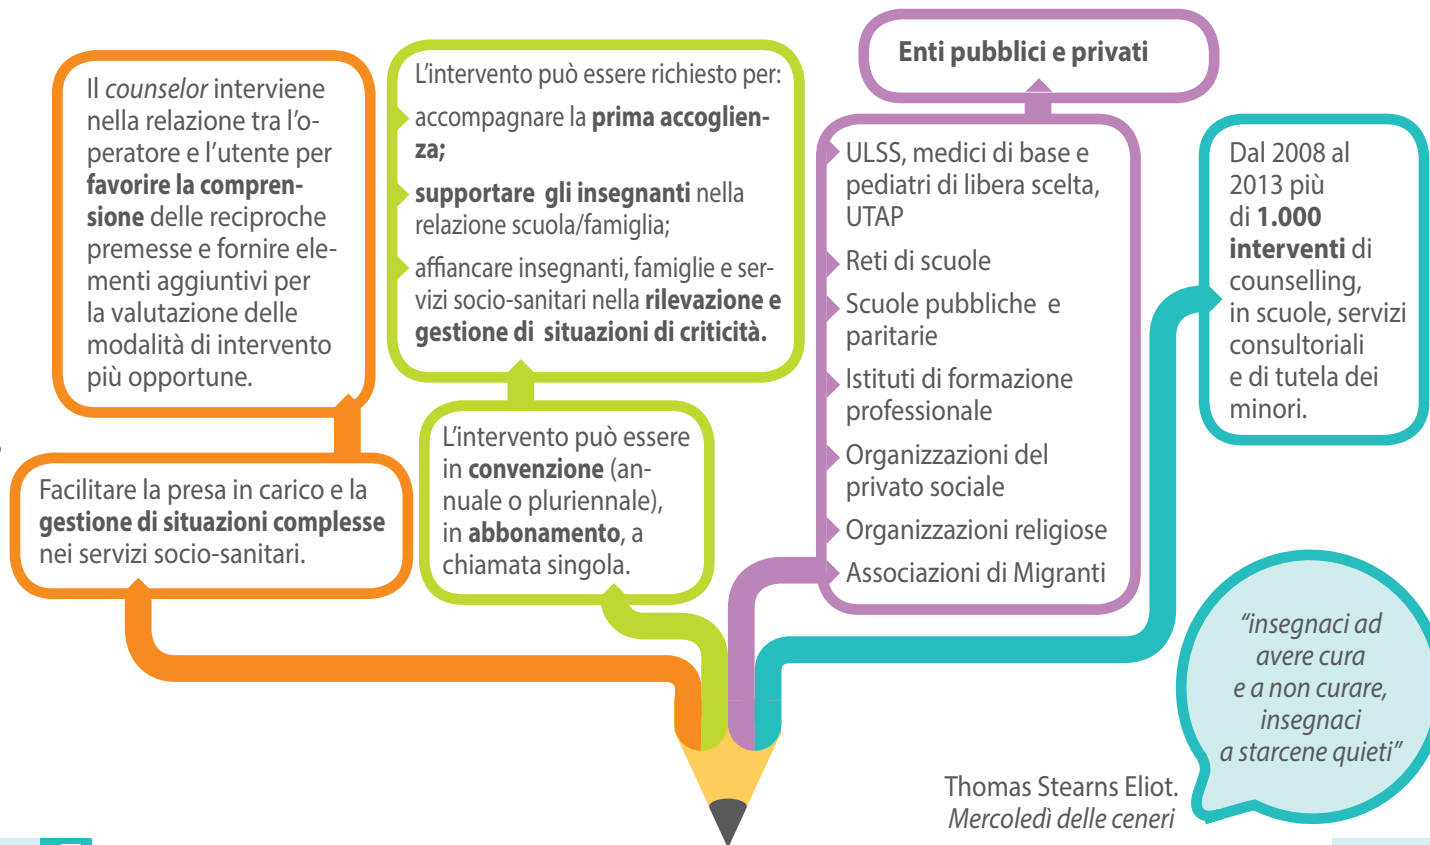 Il counselor interviene
nella relazione tra l'o-
peratore e l'utente per
favorire la compren-
sione delle reciproche
premesse e fornire ele-
menti aggiuntivi per
la valutazione delle
modalità di intervento
più opportune.
Facilitare la presa in carico e la
gestione di situazioni complesse
nei servizi socio-sanitari.
L'intervento può essere richiesto per:
accompagnare la prima accoglien-
za;
supportare gli insegnanti nella
relazione scuola/famiglia;
affiancare insegnanti, famiglie e ser-
vizi socio-sanitari nella rilevazione e
gestione di situazioni di criticità.
L'intervento può essere
in convenzione (an-
nuale o pluriennale),
in abbonamento, a
chiamata singola.
Enti pubblici e privati
ULSS, medici di base e
pediatri di libera scelta,
UTAP
Reti di scuole
Scuole pubbliche e
paritarie
Istituti di formazione
professionale
Organizzazioni del
privato sociale
Organizzazioni religiose
Associazioni di Migranti
Dal 2008 al
2013 più
di 1.000
interventi di
counselling,
in scuole, servizi
consultoriali
e di tutela dei
minori.
"insegnaci ad
avere cura
e a non curare,
insegnaci
a starcene quieti"
Thomas Stearns Eliot.
Mercoledì delle ceneri